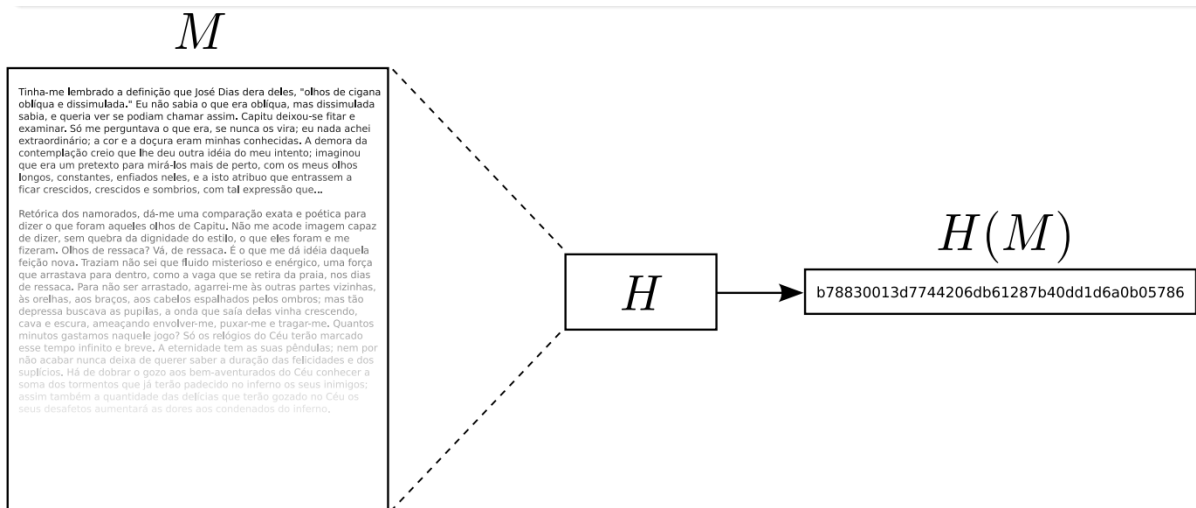 M
Tinha-me lembrado a definição que José Dias dera deles, "olhos de cigana
oblíqua e dissimulada." Eu não sabia o que era oblíqua, mas dissimulada
sabia, e queria ver se podiam chamar assim. Capitu deixou-se fitar e
examinar. Só me perguntava o que era, se nunca os vira; eu nada achei
extraordinário; a cor e a doçura eram minhas conhecidas. A demora da
contemplação creio que lhe deu outra idéia do meu intento; imaginou
que era um pretexto para mirá-los mais de perto, com os meus olhos
longos, constantes, enfiados neles, e a isto atribuo que entrassem a
ficar crescidos, crescidos e sombrios, com tal expressão que...
Retórica dos namorados, dá-me uma comparação exata e poética para
dizer o que foram aqueles olhos de Capitu. Não me acode imagem capaz
de dizer, sem quebra da dignidade do estilo, o que eles foram e me
fizeram. Olhos de ressaca? Vá, de ressaca. É o que me dá idéia daquela
feição nova. Traziam não sei que fluido misterioso e enérgico, uma força
que arrastava para dentro, como a vaga que se retira da praia, nos dias
de ressaca. Para não ser arrastado, agarrei-me às outras partes vizinhas,
às orelhas, aos braços, aos cabelos espalhados pelos ombros; mas tão
depressa buscava as pupilas, a onda que saía delas vinha crescendo,
cava e escura, ameaçando envolver-me, puxar-me e tragar-me. Quantos
minutos gastamos naquele jogo? Só os relógios do Céu terão marcado
esse tempo infinito e breve. A eternidade tem as suas pêndulas; nem por
não acabar nunca deixa de querer saber a duração das felicidades e dos
suplícios. Há de dobrar o gozo aos bem-aventurados do Céu conhecer a
soma dos tormentos que já terão padecido no inferno os seus inimigos;
assim também a quantidade das delícias que terão gozado no Céu os
seus desafetos aumentará as dores aos condenados do inferno.
H
H(M)
b78830013d7744206db61287b40dd1d6a0b05786